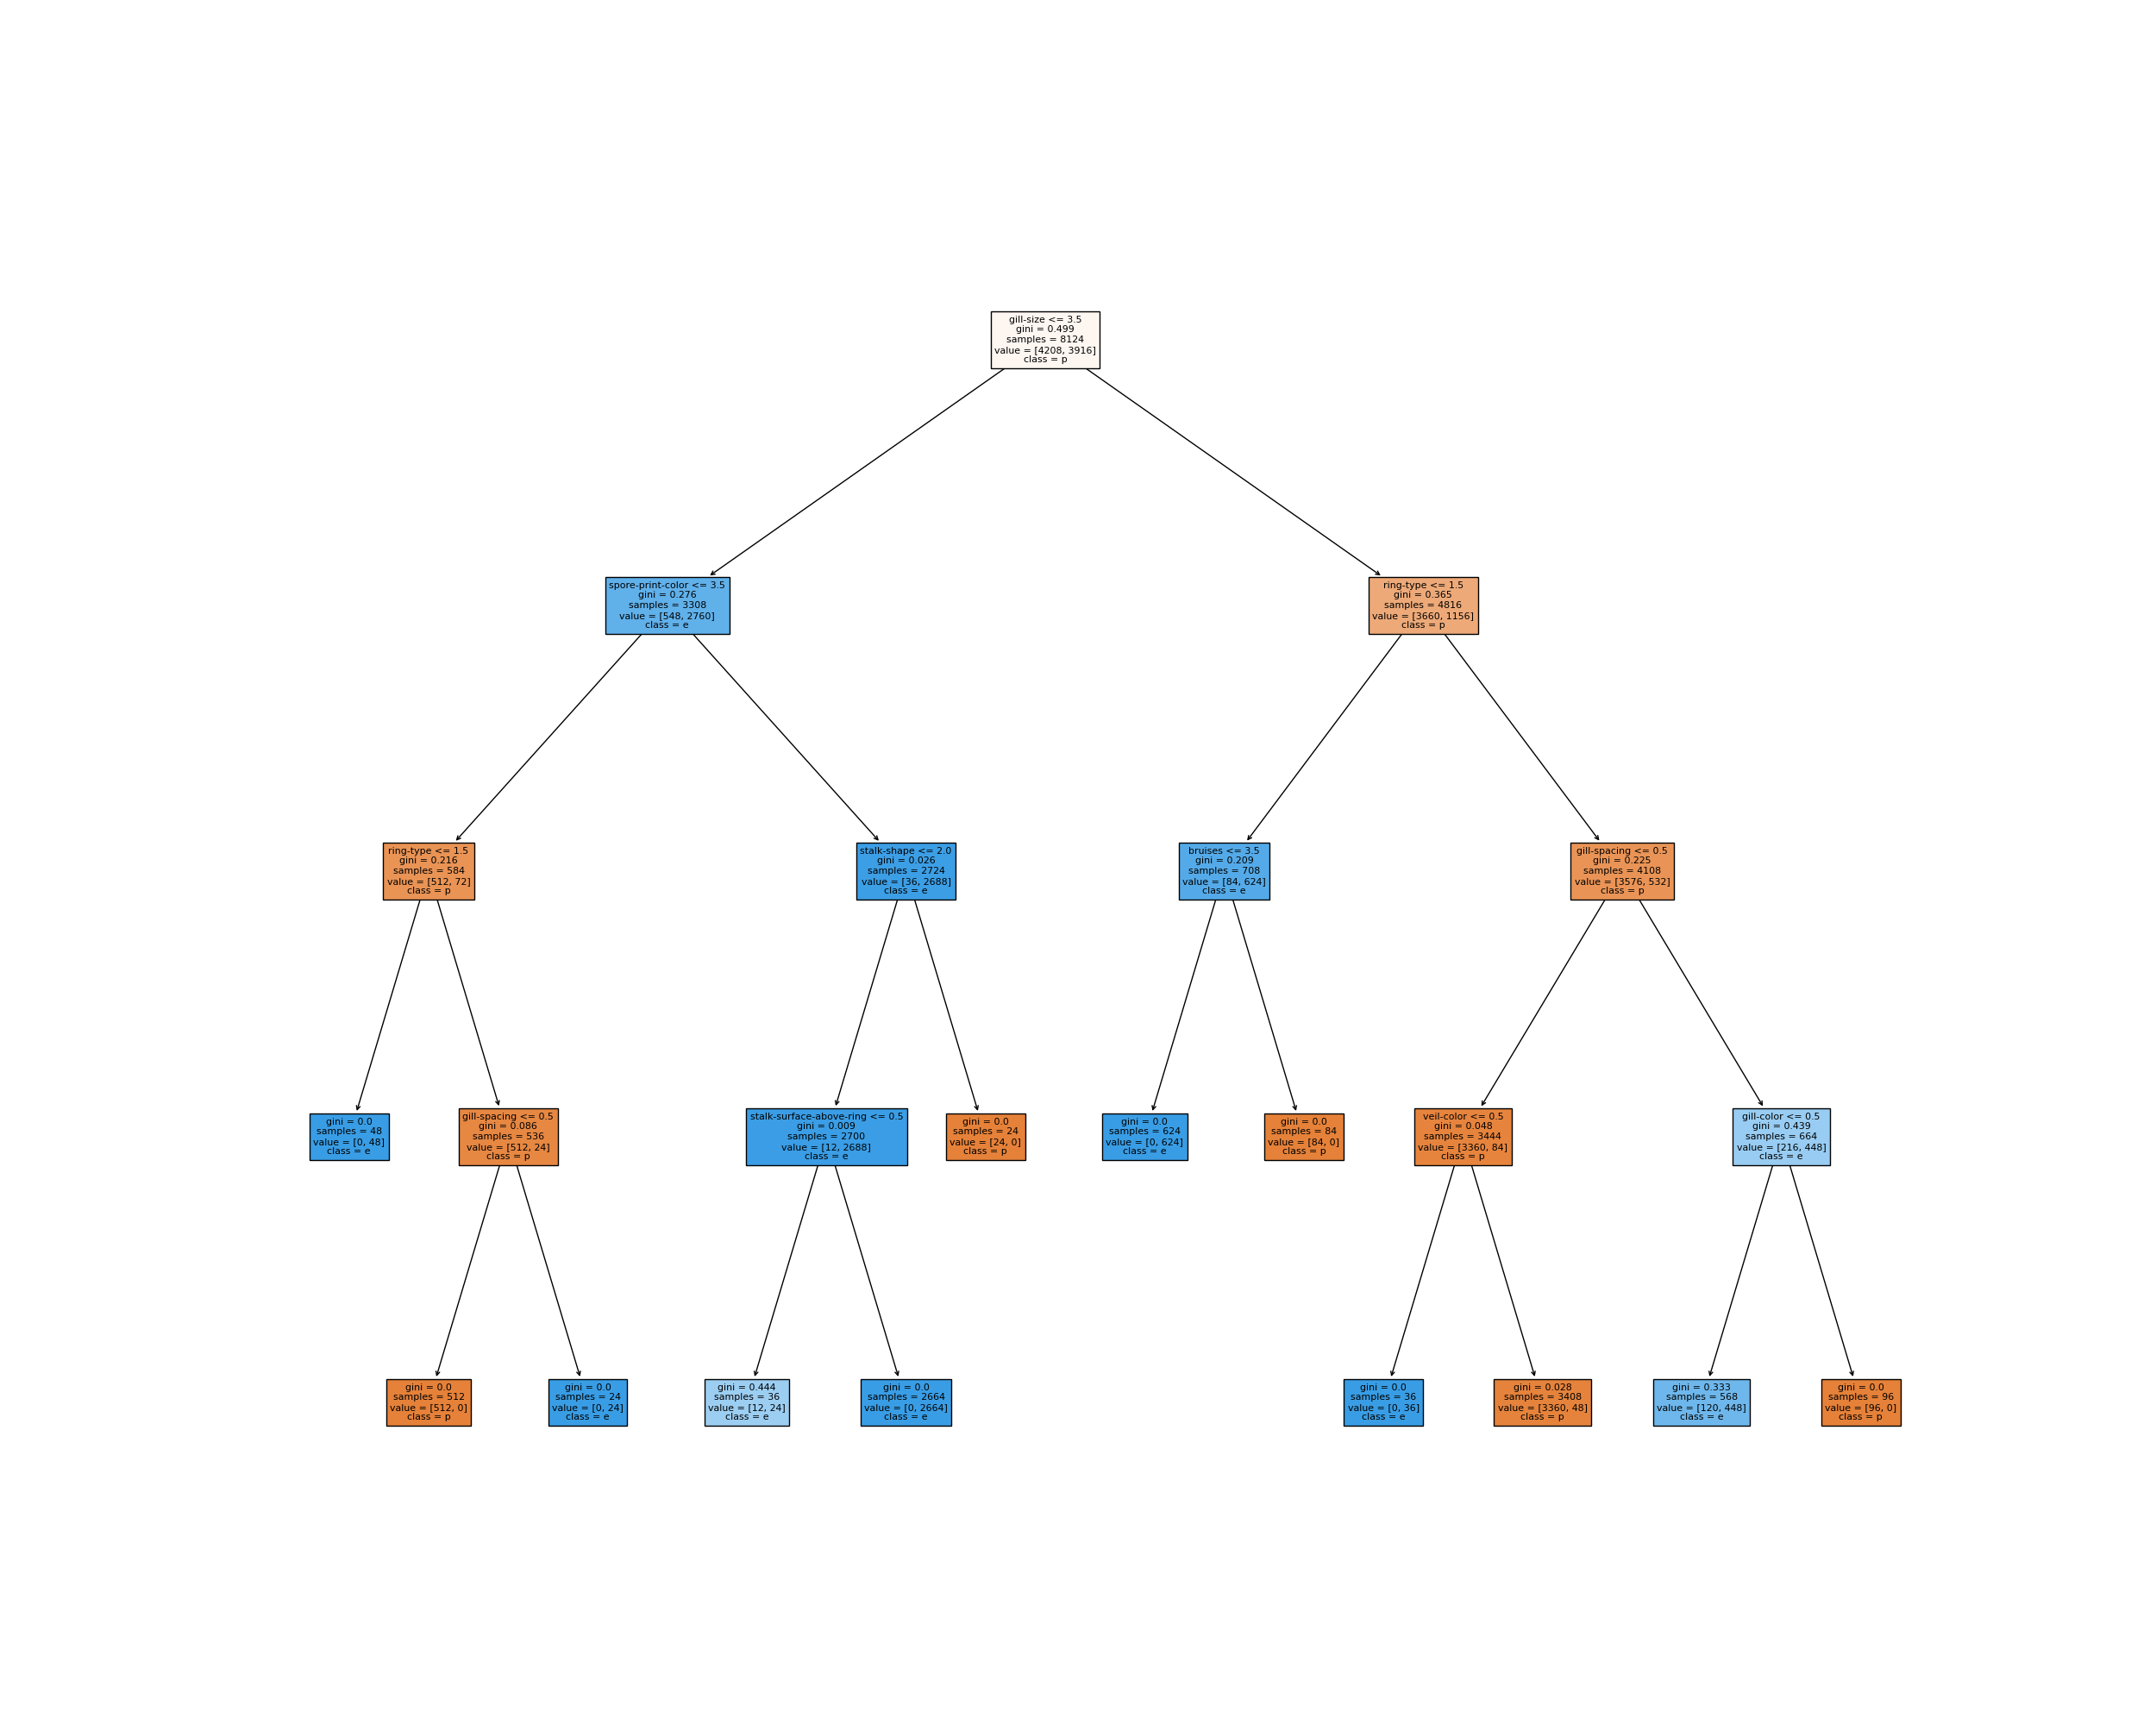 gill-size <= 3.5
gini = 0.499
samples = 8124
value = [4208, 3916]
class = p
spore-print-color <= 3.5
gini = 0.276
samples = 3308
value = [548, 2760]
class = e
ring-type <= 1.5
gini = 0.365
samples = 4816
value = [3660, 1156]
class = p
ring-type <= 1.5
gini = 0.216
samples = 584
value = [512, 72]
class = p
stalk-shape <= 2.0
gini = 0.026
samples = 2724
value = [36, 2688]
class = e
bruises <= 3.5
gini = 0.209
samples = 708
value = [84, 624]
class = e
gill-spacing <= 0.5
gini = 0.225
samples = 4108
value = [3576, 532]
class = p
gini = 0.0
samples = 48
value = [0, 48]
class = e
gill-spacing <= 0.5
gini = 0.086
samples = 536
value = [512, 24]
class = p
stalk-surface-above-ring <= 0.5
gini = 0.009
samples = 2700
value = [12, 2688]
class = e
gini = 0.0
samples = 24
value = [24, 0]
class = p
gini = 0.0
samples = 624
value = [0, 624]
class = e
gini = 0.0
samples = 84
value = [84, 0]
class = p
veil-color <= 0.5
gini = 0.048
samples = 3444
value = [3360, 84]
class = p
gill-color <= 0.5
gini = 0.439
samples = 664
value = [216, 448]
class = e
gini = 0.0
samples = 512
value = [512, 0]
class = p
gini = 0.0
samples = 24
value = [0, 24]
class = e
gini = 0.444
samples = 36
value = [12, 24]
class = e
gini = 0.0
samples = 2664
value = [0, 2664]
class = e
gini = 0.0
samples = 36
value = [0, 36]
class = e
gini = 0.028
samples = 3408
value = [3360, 48]
class = p
gini = 0.333
samples = 568
value = [120, 448]
class = e
gini = 0.0
samples = 96
value = [96, 0]
class = p